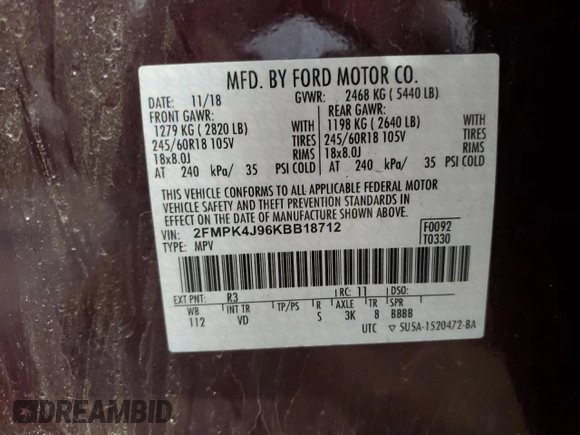 MFD. BY FORD MOTOR CO.
DATE: 11/18 GVWR: 2468 KG ( 5440 LB)
FRONT GAWR: REAR GAWR:
1279 KG ( 2820 LB) WITH 1198 KG ( 2640 LB) WITH
245/60R18 105V TIRES 245/60R18 105V TIRES
18x8.0J RIMS 18x8.0J RIMS
AT 240 kPa/ 35 PSI COLD AT 240 kPa/ 35 PSI COLD
THIS VEHICLE CONFORMS TO ALL APPLICABLE FEDERAL MOTOR
VEHICLE SAFETY AND THEFT PREVENTION STANDARDS IN
EFFECT ON THE DATE OF MANUFACTURE SHOWN ABOVE.
VIN: 2FMPK4J96KBB18712 F0092
TYPE: MPV T0330
EXT PNT: R3 RC: 11 DSO:
WB INT TR TP/PS R AXLE TR SPR
112 VD S 3K 8 BBBB
UTC ▽ 5U5A-1520472-BA
DREAMBID